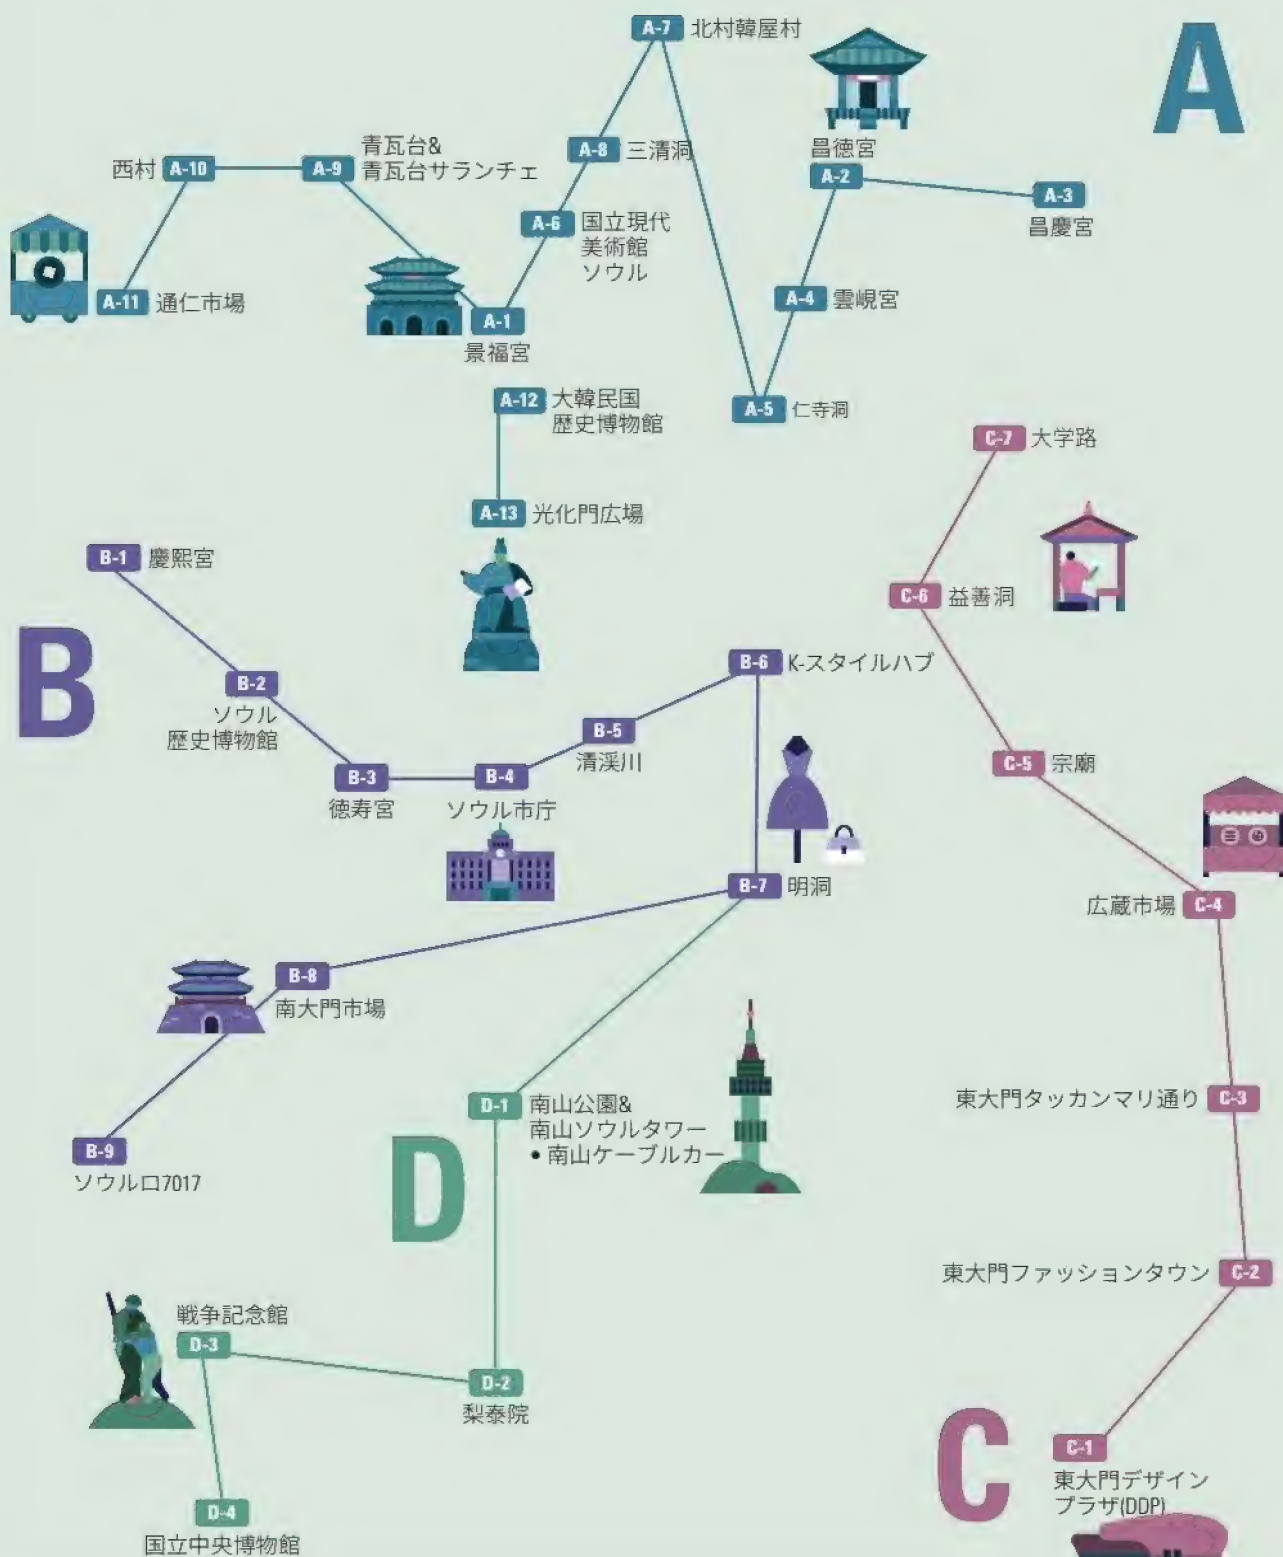 A-7 北村韓屋村
A
昌徳宮
A-2
A-3
昌慶宮
A-8 三清洞
青瓦台&
青瓦台サランチェ
西村 A-10
A-9
A-6 国立現代
美術館
ソウル
A-11 通仁市場
A-1
景福宮
A-4 雲峴宮
A-12 大韓民国
歴史博物館
A-5 仁寺洞
A-13 光化門広場
C-7 大学路
B-1 慶熙宮
C-6 益善洞
B
B-2
ソウル
歴史博物館
B-6 K-スタイルハブ
B-5
清渓川
B-3
徳寿宮
B-4
ソウル市庁
C-5 宗廟
B-7 明洞
広蔵市場 C-4
B-8
南大門市場
東大門タッカンマリ通り C-3
D-1 南山公園&
南山ソウルタワー
• 南山ケーブルカー
B-9
ソウル口7017
D
東大門ファッションタウン C-2
戦争記念館
D-3
D-2
梨泰院
C
C-1
東大門デザイン
プラザ(DDP)
D-4
国立中央博物館